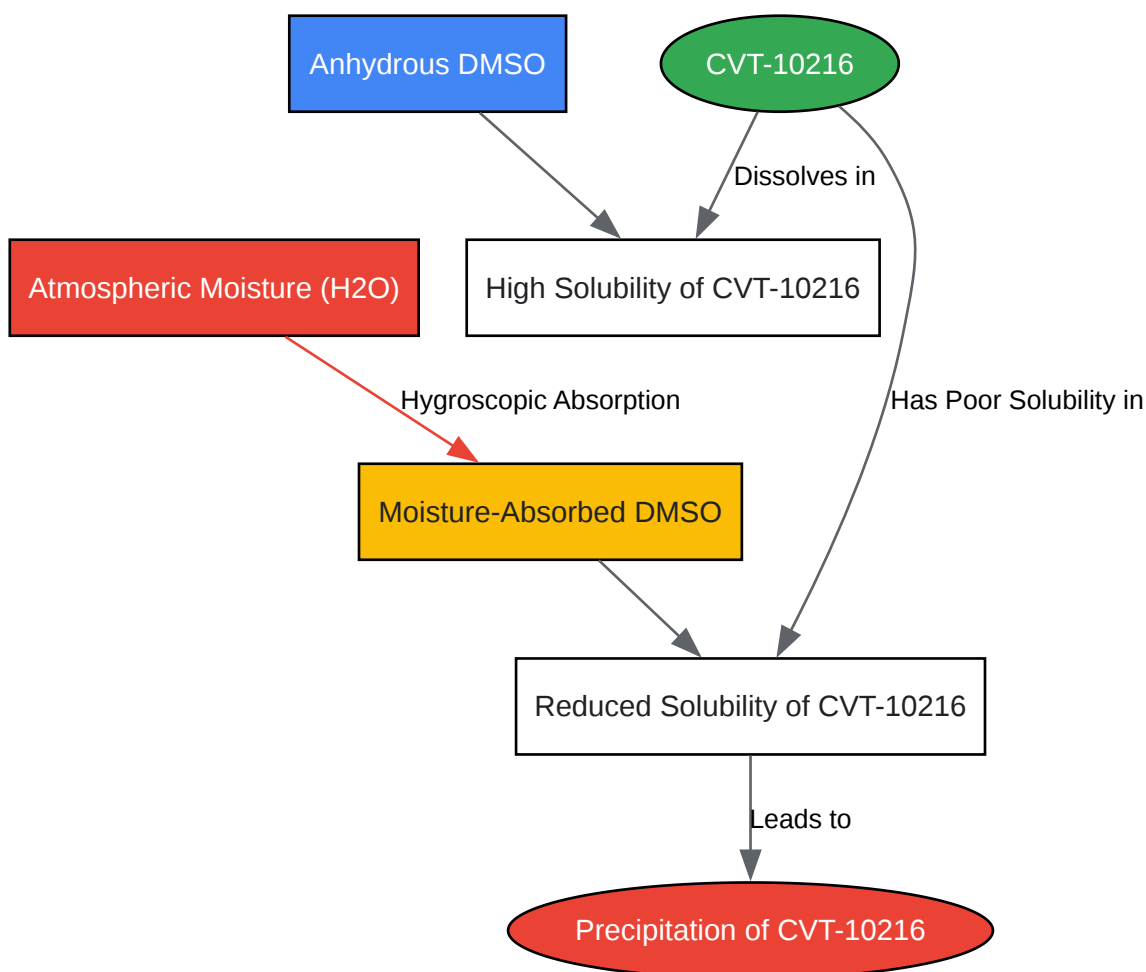 Anhydrous DMSO
CVT-10216
Dissolves in
Atmospheric Moisture (H2O)
High Solubility of CVT-10216
Hygroscopic Absorption
Has Poor Solubility in
Moisture-Absorbed DMSO
Reduced Solubility of CVT-10216
Leads to
Precipitation of CVT-10216